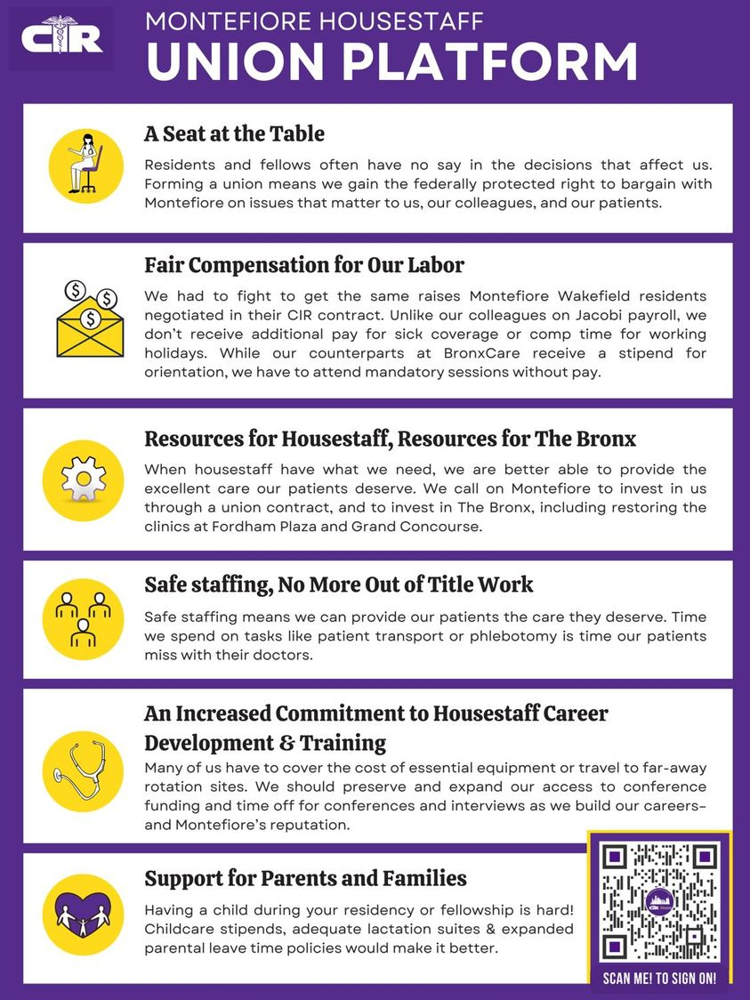 CIR
MONTEFIORE HOUSESTAFF
UNION PLATFORM
A Seat at the Table
Residents and fellows often have no say in the decisions that affect us.
Forming a union means we gain the federally protected right to bargain with
Montefiore on issues that matter to us, our colleagues, and our patients.
Fair Compensation for Our Labor
$
$
$
We had to fight to get the same raises Montefiore Wakefield residents
negotiated in their CIR contract. Unlike our colleagues on Jacobi payroll, we
don't receive additional pay for sick coverage or comp time for working
holidays. While our counterparts at BronxCare receive a stipend for
orientation, we have to attend mandatory sessions without pay.
Resources for Housestaff, Resources for The Bronx
When housestaff have what we need, we are better able to provide the
excellent care our patients deserve. We call on Montefiore to invest in us
through a union contract, and to invest in The Bronx, including restoring the
clinics at Fordham Plaza and Grand Concourse.
Safe staffing, No More Out of Title Work
Safe staffing means we can provide our patients the care they deserve. Time
we spend on tasks like patient transport or phlebotomy is time our patients
miss with their doctors.
An Increased Commitment to Housestaff Career
Development & Training
Many of us have to cover the cost of essential equipment or travel to far-away
rotation sites. We should preserve and expand our access to conference
funding and time off for conferences and interviews as we build our careers–
and Montefiore's reputation.
Support for Parents and Families
Having a child during your residency or fellowship is hard!
Childcare stipends, adequate lactation suites & expanded
parental leave time policies would make it better.
CIR
SCAN ME! TO SIGN ON!